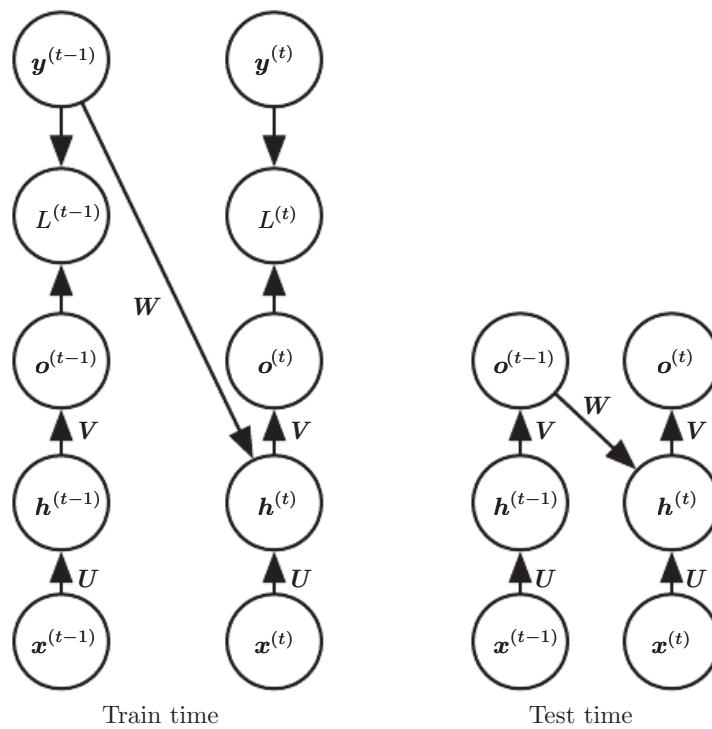 y^(t−1) y^(t)
L^(t−1) L^(t)
W
o^(t−1) o^(t) o^(t−1) o^(t)
W
V V V V
h^(t−1) h^(t) h^(t−1) h^(t)
U U U U
x^(t−1) x^(t) x^(t−1) x^(t)
Train time Test time